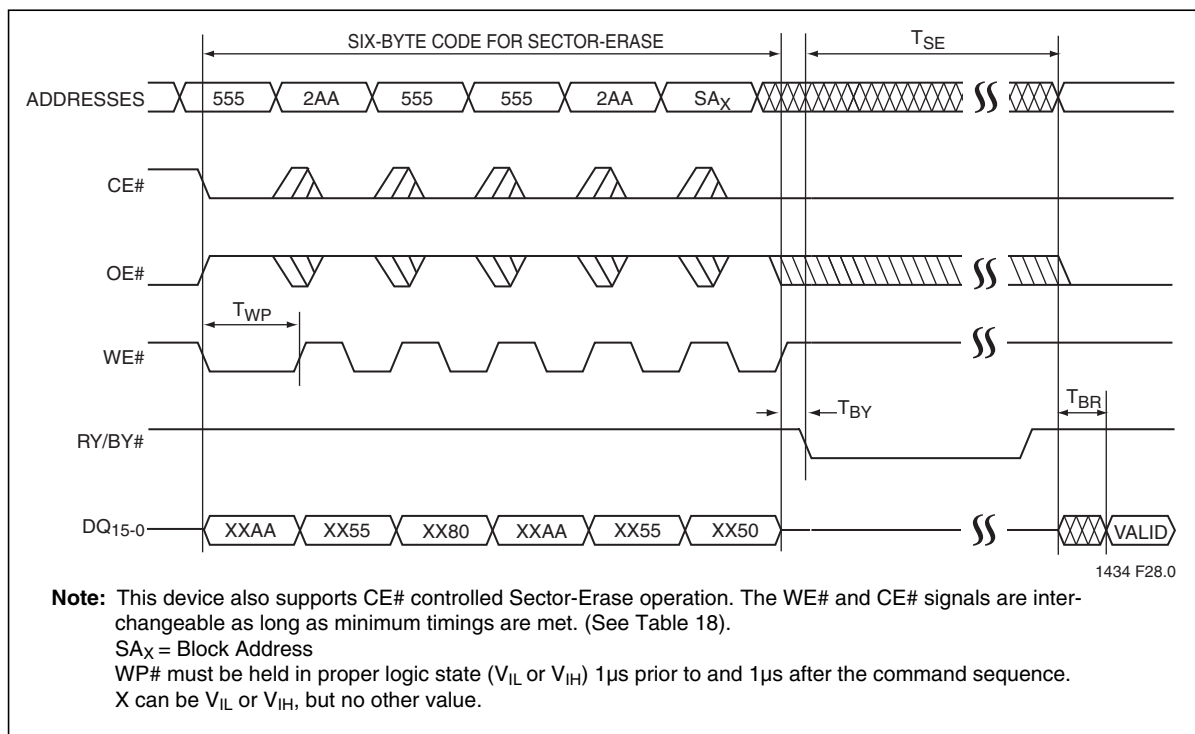 SIX-BYTE CODE FOR SECTOR-ERASE
TSE
ADDRESSES
555 2AA 555 555 2AA SAX
CE#
OE#
TWP
WE#
TBY
TBR
RY/BY#
DQ15-0
XXAA XX55 XX80 XXAA XX55 XX50 VALID
1434 F28.0
Note: This device also supports CE# controlled Sector-Erase operation. The WE# and CE# signals are inter-
changeable as long as minimum timings are met. (See Table 18).
SAX = Block Address
WP# must be held in proper logic state (VIL or VIH) 1µs prior to and 1µs after the command sequence.
X can be VIL or VIH, but no other value.